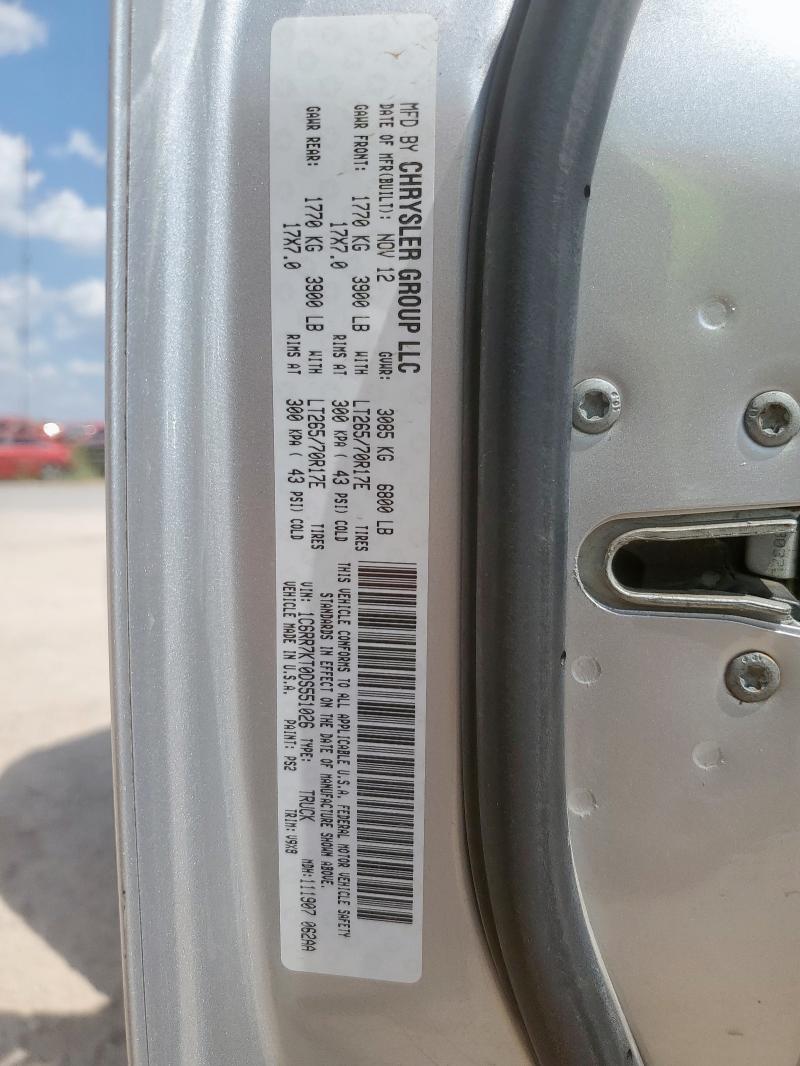 MFD BY CHRYSLER GROUP LLC
DATE OF MFR(BUILT): NOV 12 GVWR: 3085 KG 6800 LB
GAWR FRONT: 1770 KG 3900 LB WITH LT265/70R17E TIRES
17X7.0 RIMS AT 300 KPA ( 43 PSI) COLD
GAWR REAR: 1770 KG 3900 LB WITH LT265/70R17E TIRES
17X7.0 RIMS AT 300 KPA ( 43 PSI) COLD
THIS VEHICLE CONFORMS TO ALL APPLICABLE U.S.A. FEDERAL MOTOR VEHICLE SAFETY
STANDARDS IN EFFECT ON THE DATE OF MANUFACTURE SHOWN ABOVE.
VIN: 1C6RR7KT0DS551026 TYPE: TRUCK MDH:111907 062AA
VEHICLE MADE IN U.S.A. PAINT: PS2 TRIM: V9X8